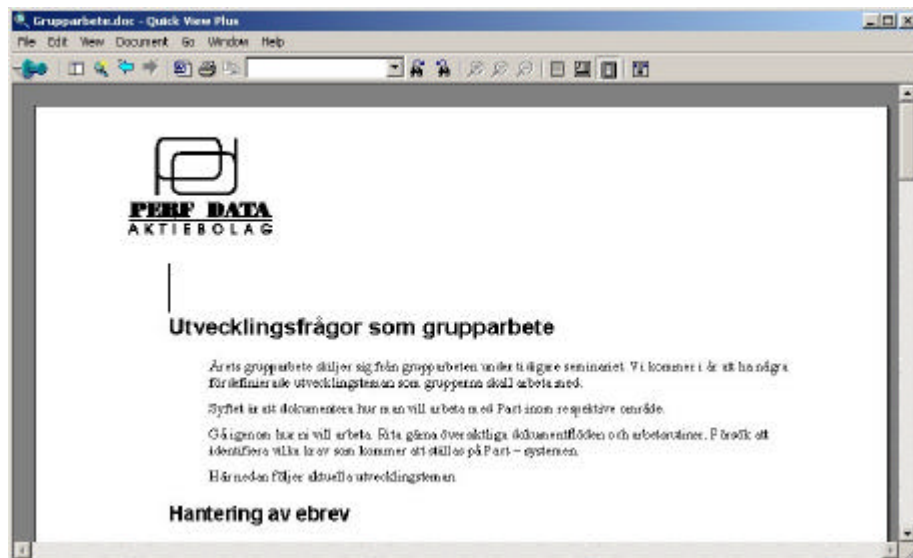 Grupparbete.doc - Quick View Plus
File Edit View Document Go Window Help
PERF DATA
AKTIEBOLAG
Utvecklingsfrågor som grupparbete
Årets grupparbete skiljer sig från grupparbeten under tidigare seminariet. Vi kommer i år att ha några
fördefinierade utvecklingsteman som grupperna skall arbeta med.
Syftet är att dokumentera hur man vill arbeta med Part inom respektive område.
Gå igenom hur ni vill arbeta. Rita gärna översiktliga dokumentflöden och arbetsrutiner. Försök att
identifiera vilka krav som kommer att ställas på Part – systemen.
Här nedan följer aktuella utvecklingsteman
Hantering av ebrev